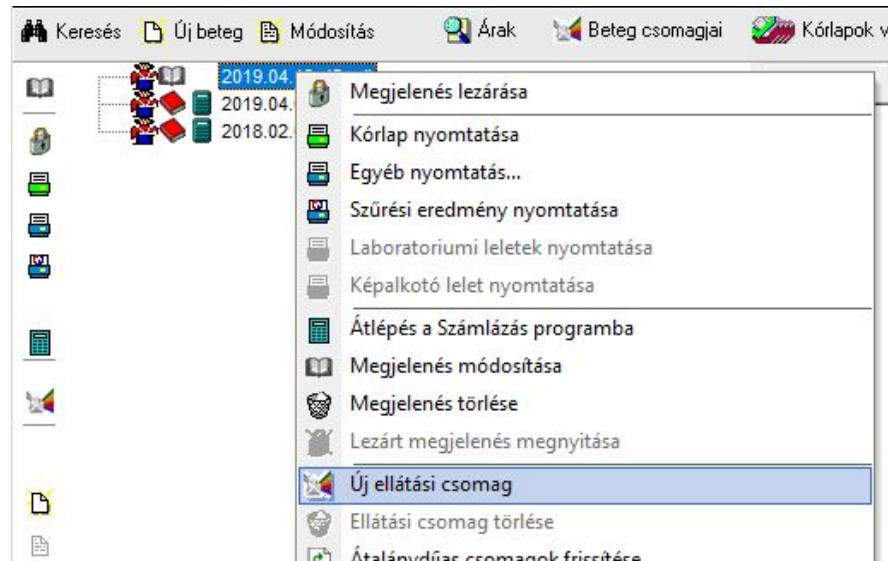 Keresés Új beteg Módosítás Árak Beteg csomagjai Kórlapok
2019.04.
2019.04.
2018.02.
Megjelenés lezárása
Kórlap nyomtatása
Egyéb nyomtatás...
Szűrési eredmény nyomtatása
Laboratoriumi leletek nyomtatása
Képalkotó lelet nyomtatása
Átlépés a Számlázás programba
Megjelenés módosítása
Megjelenés törlése
Lezárt megjelenés megnyitása
Új ellátási csomag
Ellátási csomag törlése
Átalánydíjas csomagok frissítése